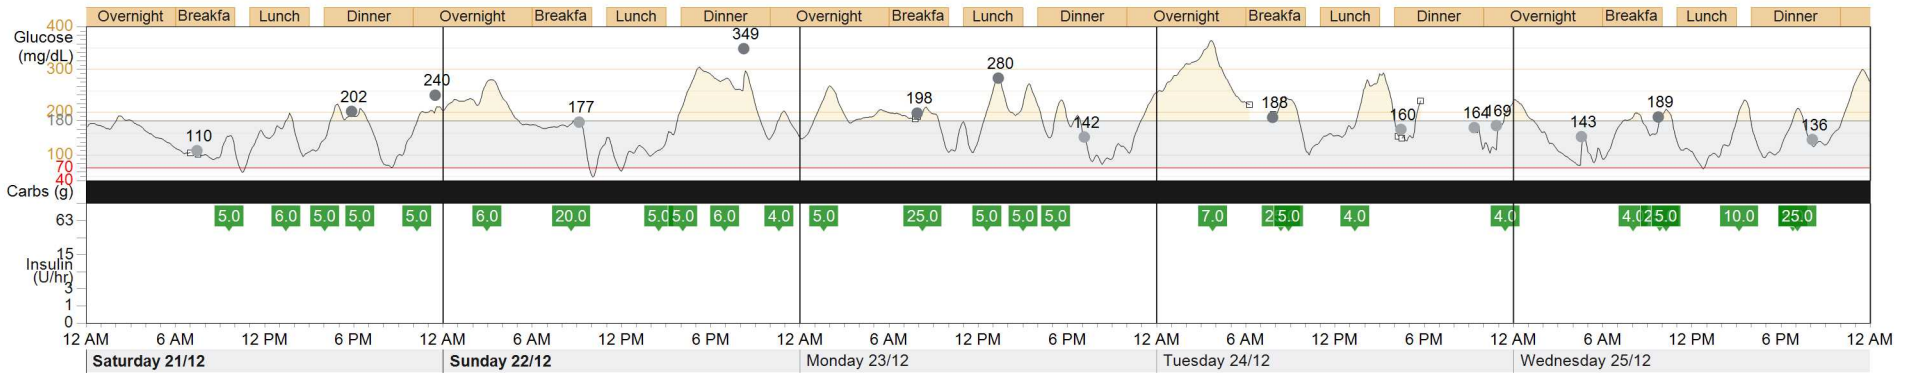 Overnight Breakfa Lunch Dinner Overnight Breakfa Lunch Dinner Overnight Breakfa Lunch Dinner Overnight Breakfa Lunch Dinner Overnight Breakfa Lunch Dinner
400
Glucose
(mg/dL)
300
200
180
100
70
40
110 202 240 177 349 198 280 142 188 160 164 169 143 189 136
Carbs (g)
63
5.0 6.0 5.0 5.0 5.0 6.0 20.0 5.0 5.0 6.0 4.0 5.0 25.0 5.0 5.0 5.0 7.0 5.0 4.0 4.0 4.0 5.0 10.0 25.0
15
Insulin
(U/hr)
3
1
0
12 AM 6 AM 12 PM 6 PM 12 AM 6 AM 12 PM 6 PM 12 AM 6 AM 12 PM 6 PM 12 AM 6 AM 12 PM 6 PM 12 AM 6 AM 12 PM 6 PM 12 AM
Saturday 21/12 Sunday 22/12 Monday 23/12 Tuesday 24/12 Wednesday 25/12